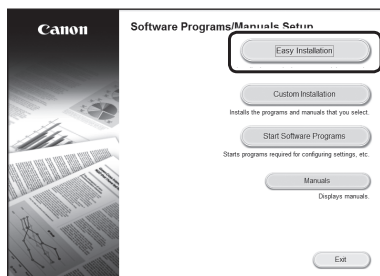 Canon
Software Programs/Manuals Setup
Easy Installation
Custom Installation
Installs the programs and manuals that you select.
Start Software Programs
Starts programs required for configuring settings, etc.
Manuals
Displays manuals.
Exit